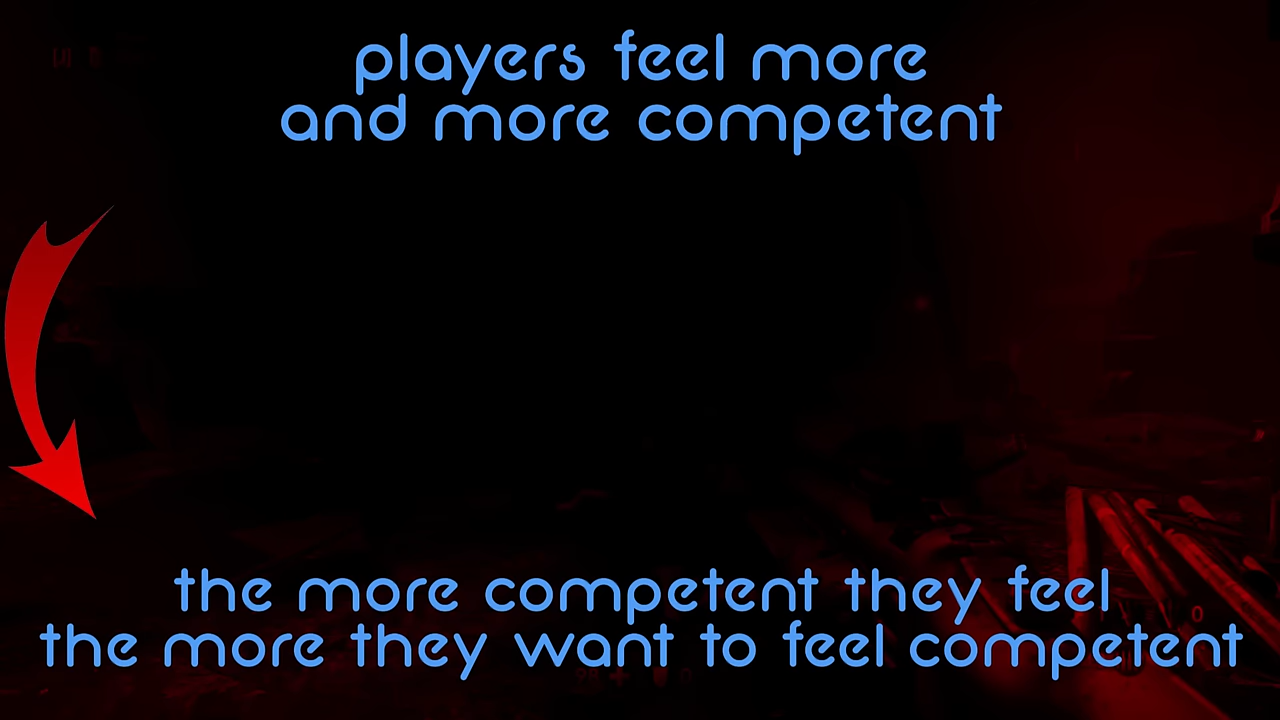 players feel more
and more competent
the more competent they feel
the more they want to feel competent